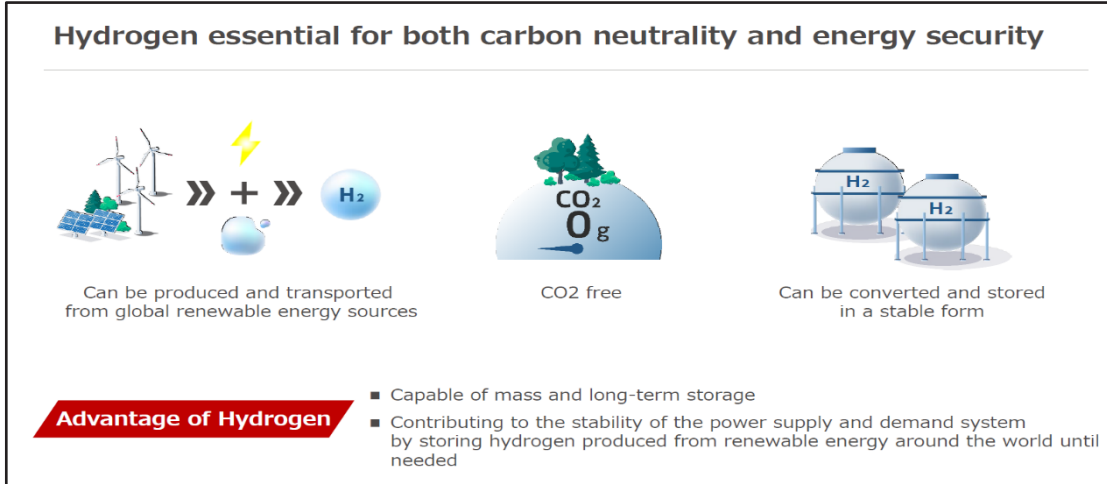 Hydrogen essential for both carbon neutrality and energy security
H2
CO2
0 g
H2
H2
Can be produced and transported
from global renewable energy sources
CO2 free
Can be converted and stored
in a stable form
Advantage of Hydrogen
■ Capable of mass and long-term storage
■ Contributing to the stability of the power supply and demand system
by storing hydrogen produced from renewable energy around the world until
needed